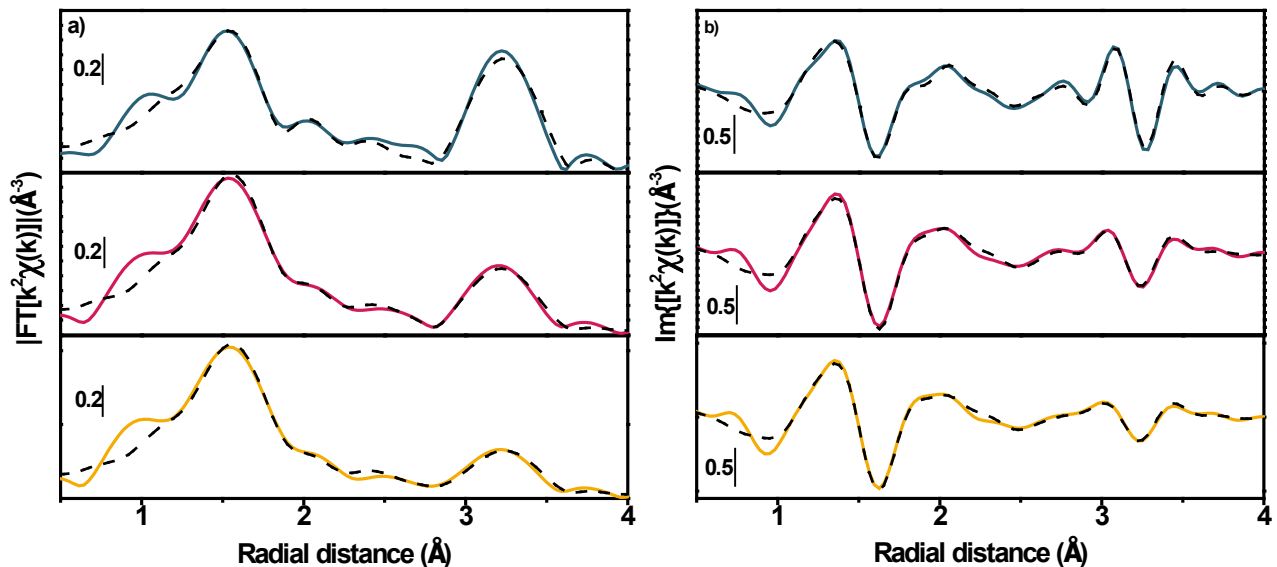 a)
0.2|
0.2|
0.2|
|FT[k²χ(k)]|(Å⁻³)
1 2 3 4
Radial distance (Å)
b)
0.5|
0.5|
0.5|
Im{[k²χ(k)]}(Å⁻³)
1 2 3 4
Radial distance (Å)